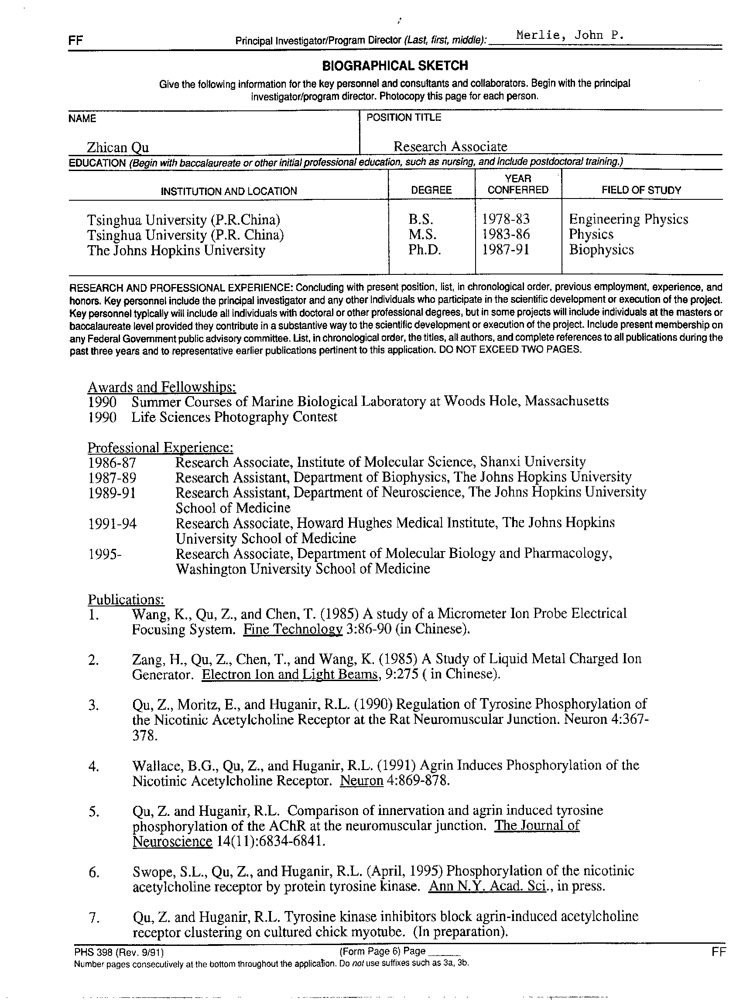 FF
Principal Investigator/Program Director (Last, first, middle): Merlie, John P.
BIOGRAPHICAL SKETCH
Give the following information for the key personnel and consultants and collaborators. Begin with the principal
investigator/program director. Photocopy this page for each person.
NAME
POSITION TITLE
Zhican Qu
Research Associate
EDUCATION (Begin with baccalaureate or other initial professional education, such as nursing, and include postdoctoral training.)
INSTITUTION AND LOCATION DEGREE YEAR CONFERRED FIELD OF STUDY
Tsinghua University (P.R.China) B.S. 1978-83 Engineering Physics
Tsinghua University (P.R. China) M.S. 1983-86 Physics
The Johns Hopkins University Ph.D. 1987-91 Biophysics
RESEARCH AND PROFESSIONAL EXPERIENCE: Concluding with present position, list, in chronological order, previous employment, experience, and
honors. Key personnel include the principal investigator and any other individuals who participate in the scientific development or execution of the project.
Key personnel typically will include all individuals with doctoral or other professional degrees, but in some projects will include individuals at the masters or
baccalaureate level provided they contribute in a substantive way to the scientific development or execution of the project. Include present membership on
any Federal Government public advisory committee. List, in chronological order, the titles, all authors, and complete references to all publications during the
past three years and to representative earlier publications pertinent to this application. DO NOT EXCEED TWO PAGES.
Awards and Fellowships:
1990 Summer Courses of Marine Biological Laboratory at Woods Hole, Massachusetts
1990 Life Sciences Photography Contest
Professional Experience:
1986-87 Research Associate, Institute of Molecular Science, Shanxi University
1987-89 Research Assistant, Department of Biophysics, The Johns Hopkins University
1989-91 Research Assistant, Department of Neuroscience, The Johns Hopkins University
School of Medicine
1991-94 Research Associate, Howard Hughes Medical Institute, The Johns Hopkins
University School of Medicine
1995- Research Associate, Department of Molecular Biology and Pharmacology,
Washington University School of Medicine
Publications:
1. Wang, K., Qu, Z., and Chen, T. (1985) A study of a Micrometer Ion Probe Electrical
Focusing System. Fine Technology 3:86-90 (in Chinese).
2. Zang, H., Qu, Z., Chen, T., and Wang, K. (1985) A Study of Liquid Metal Charged Ion
Generator. Electron Ion and Light Beams, 9:275 ( in Chinese).
3. Qu, Z., Moritz, E., and Huganir, R.L. (1990) Regulation of Tyrosine Phosphorylation of
the Nicotinic Acetylcholine Receptor at the Rat Neuromuscular Junction. Neuron 4:367-
378.
4. Wallace, B.G., Qu, Z., and Huganir, R.L. (1991) Agrin Induces Phosphorylation of the
Nicotinic Acetylcholine Receptor. Neuron 4:869-878.
5. Qu, Z. and Huganir, R.L. Comparison of innervation and agrin induced tyrosine
phosphorylation of the AChR at the neuromuscular junction. The Journal of
Neuroscience 14(11):6834-6841.
6. Swope, S.L., Qu, Z., and Huganir, R.L. (April, 1995) Phosphorylation of the nicotinic
acetylcholine receptor by protein tyrosine kinase. Ann N.Y. Acad. Sci., in press.
7. Qu, Z. and Huganir, R.L. Tyrosine kinase inhibitors block agrin-induced acetylcholine
receptor clustering on cultured chick myotube. (In preparation).
PHS 398 (Rev. 9/91) (Form Page 6) Page ____ FF
Number pages consecutively at the bottom throughout the application. Do not use suffixes such as 3a, 3b.